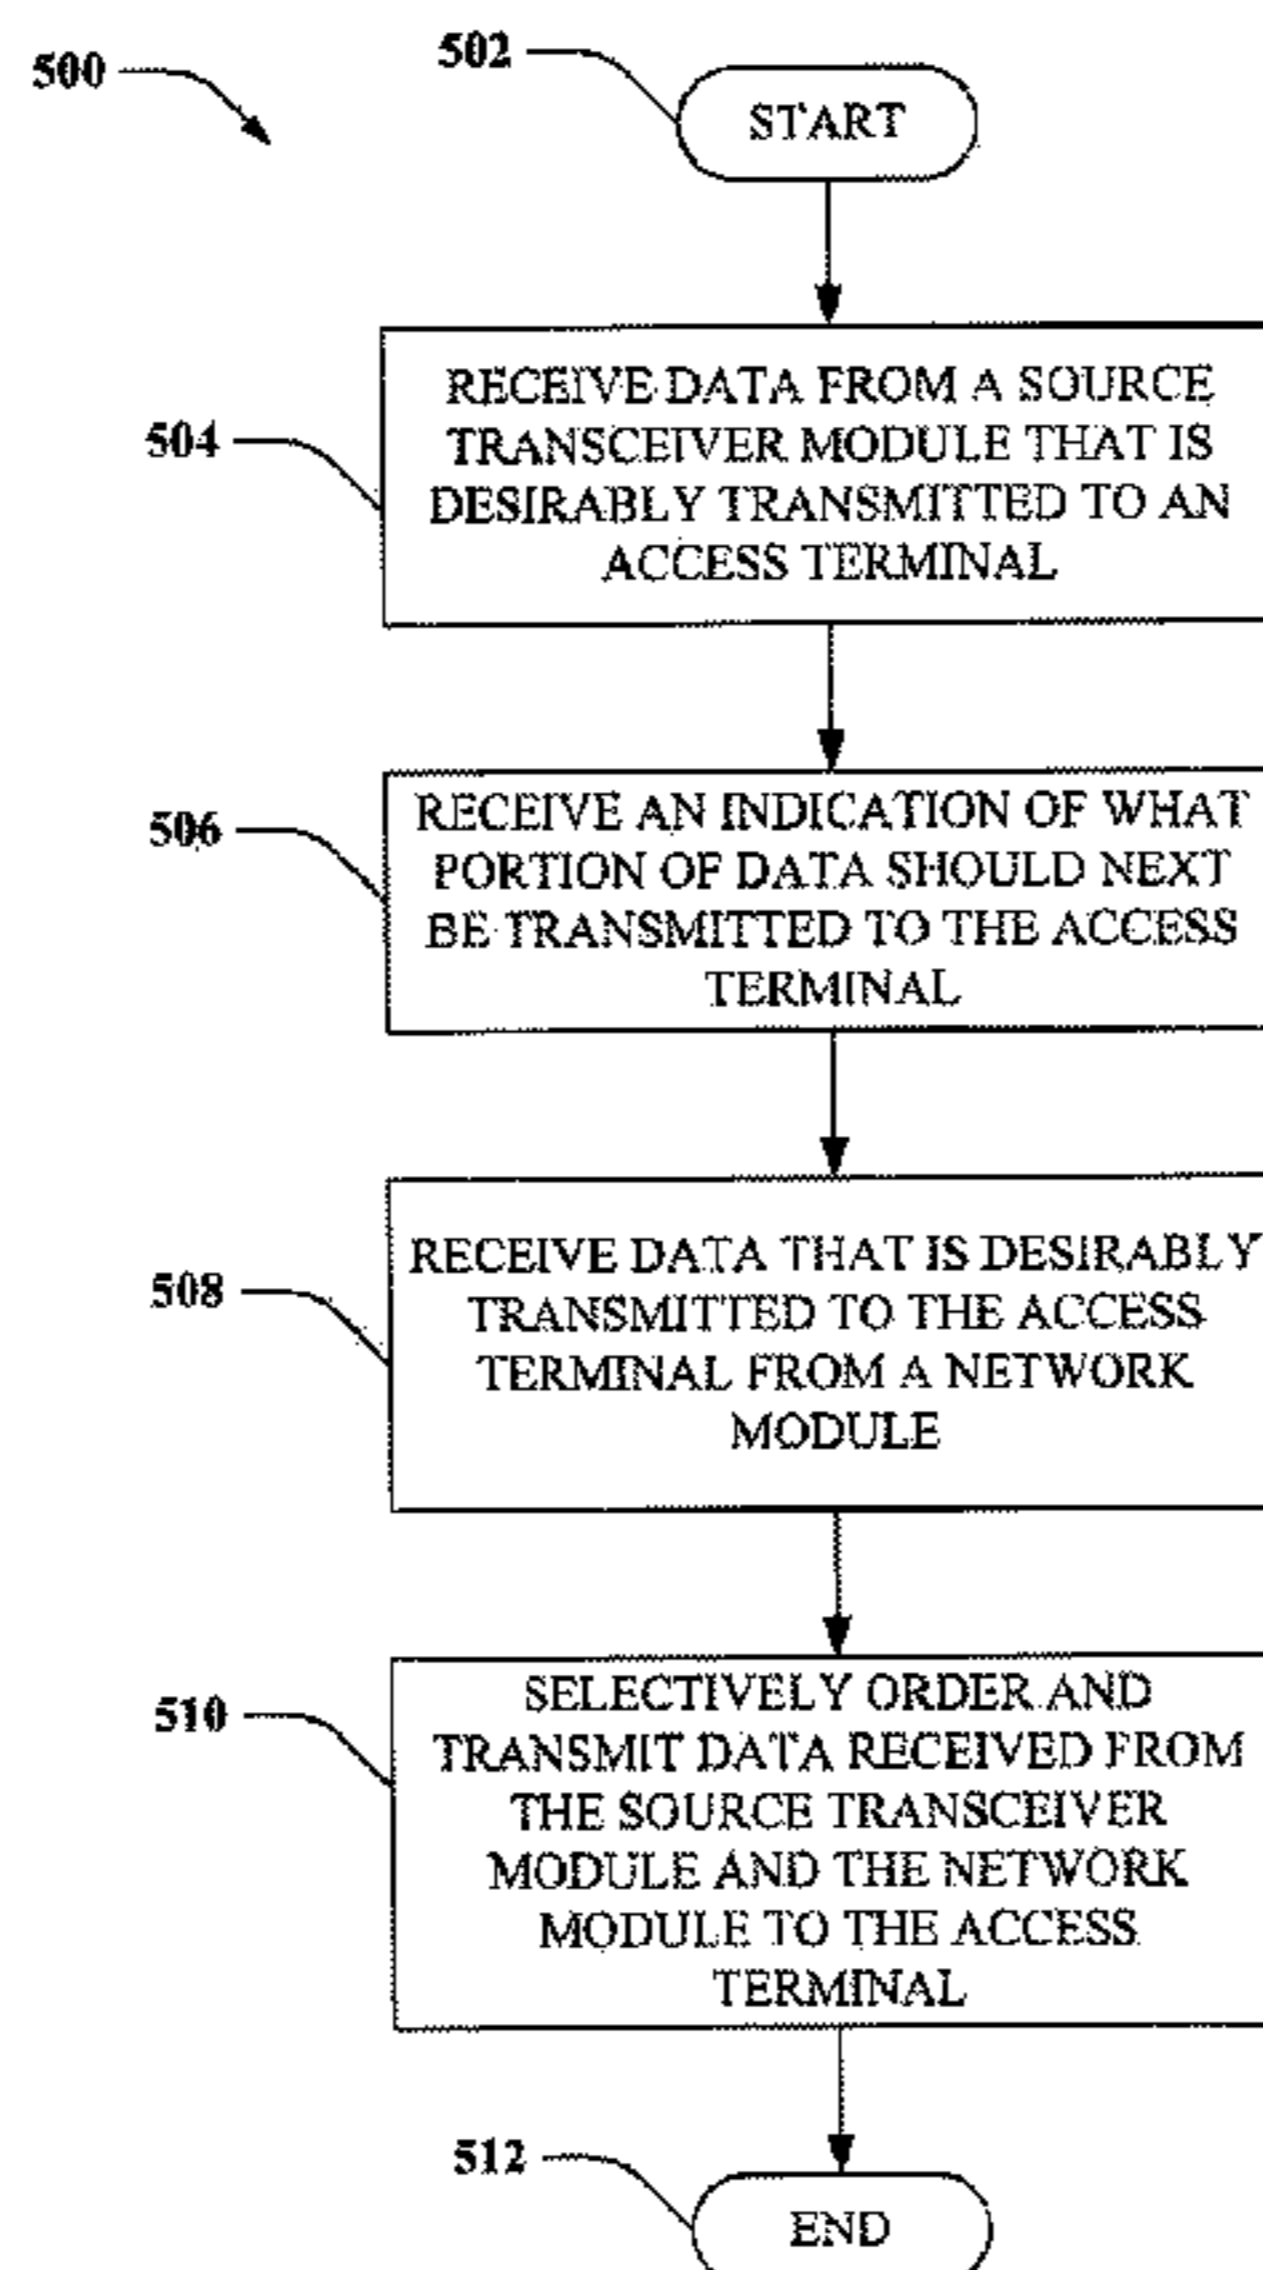 500
502
START
504
RECEIVE DATA FROM A SOURCE
TRANSCEIVER MODULE THAT IS
DESIRABLY TRANSMITTED TO AN
ACCESS TERMINAL
506
RECEIVE AN INDICATION OF WHAT
PORTION OF DATA SHOULD NEXT
BE TRANSMITTED TO THE ACCESS
TERMINAL
508
RECEIVE DATA THAT IS DESIRABLY
TRANSMITTED TO THE ACCESS
TERMINAL FROM A NETWORK
MODULE
510
SELECTIVELY ORDER AND
TRANSMIT DATA RECEIVED FROM
THE SOURCE TRANSCEIVER
MODULE AND THE NETWORK
MODULE TO THE ACCESS
TERMINAL
512
END